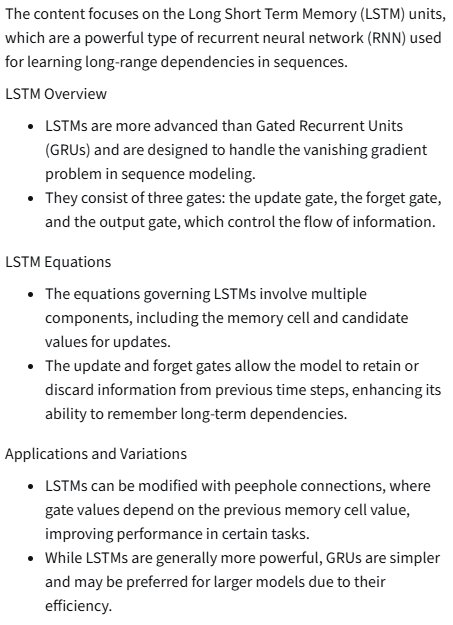 The content focuses on the Long Short Term Memory (LSTM) units,
which are a powerful type of recurrent neural network (RNN) used
for learning long-range dependencies in sequences.
LSTM Overview
• LSTMs are more advanced than Gated Recurrent Units
(GRUs) and are designed to handle the vanishing gradient
problem in sequence modeling.
• They consist of three gates: the update gate, the forget gate,
and the output gate, which control the flow of information.
LSTM Equations
• The equations governing LSTMs involve multiple
components, including the memory cell and candidate
values for updates.
• The update and forget gates allow the model to retain or
discard information from previous time steps, enhancing its
ability to remember long-term dependencies.
Applications and Variations
• LSTMs can be modified with peephole connections, where
gate values depend on the previous memory cell value,
improving performance in certain tasks.
• While LSTMs are generally more powerful, GRUs are simpler
and may be preferred for larger models due to their
efficiency.